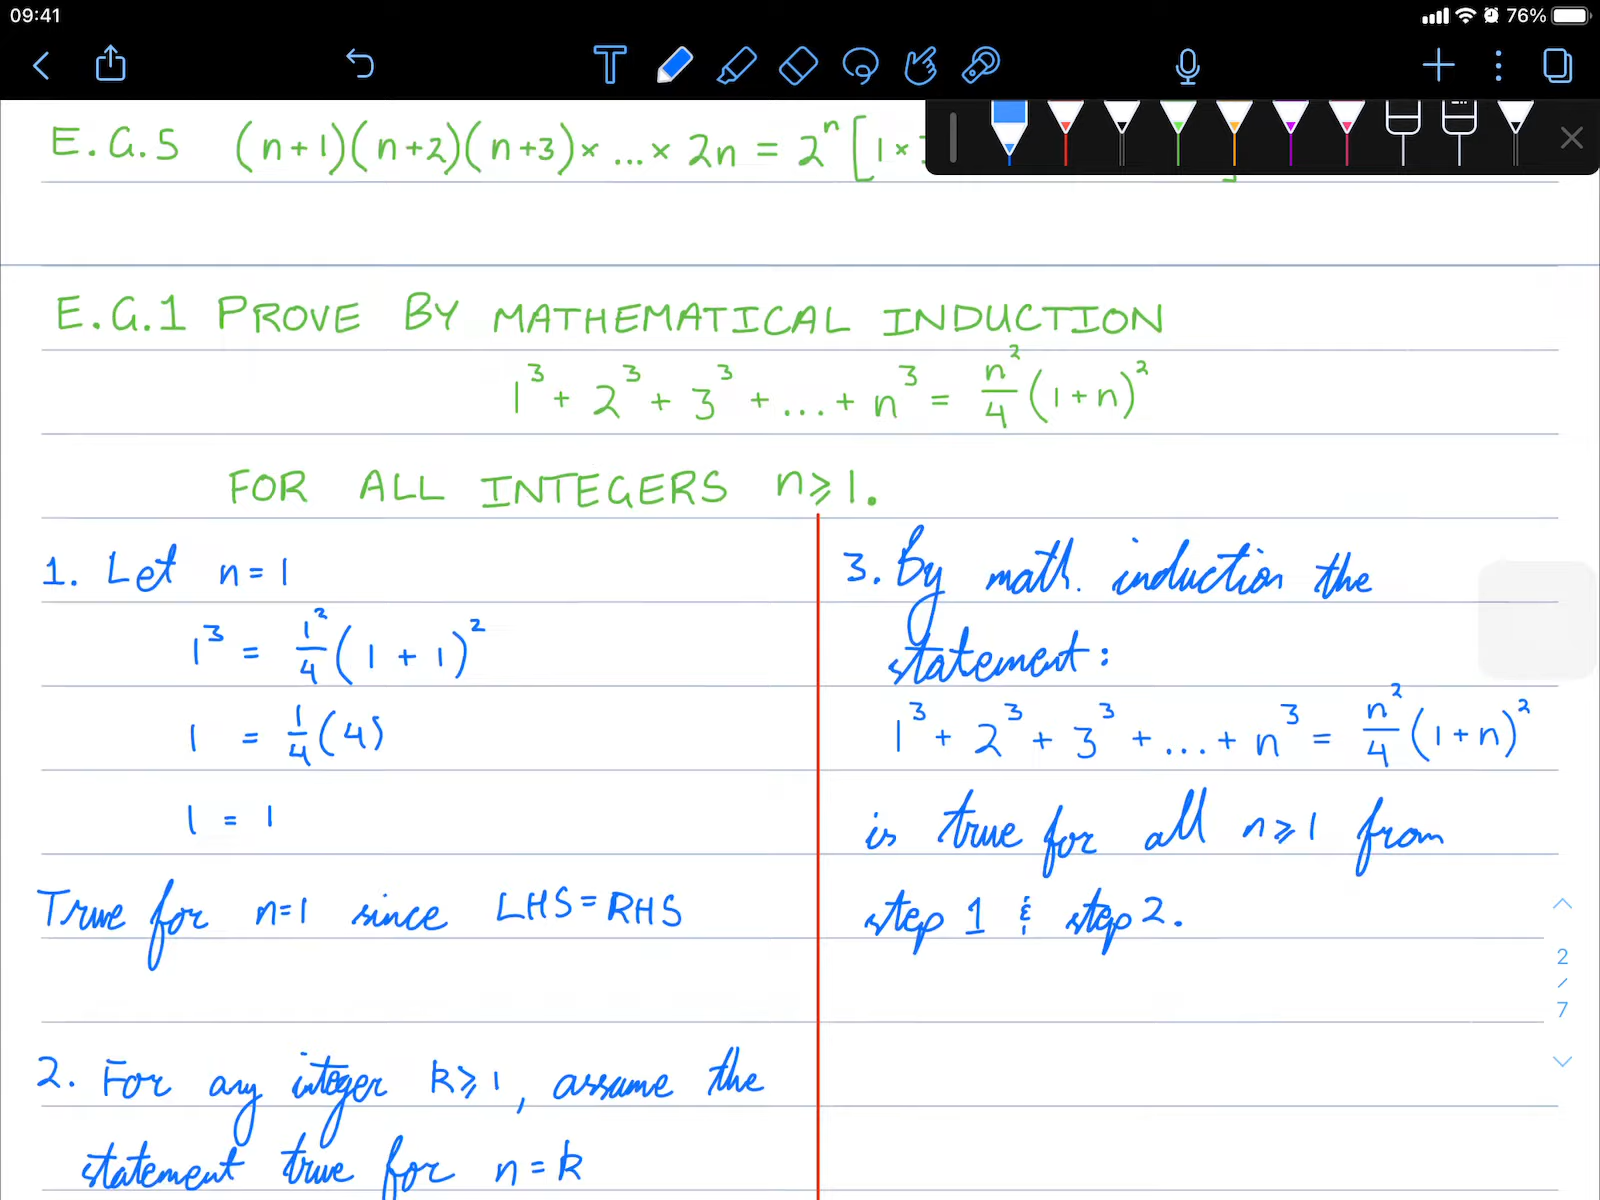 09:41
76%
E.G.5 (n+1)(n+2)(n+3)×...×2n = 2ⁿ[1×
E.G.1 PROVE BY MATHEMATICAL INDUCTION
1³ + 2³ + 3³ + ... + n³ = n²/4 (1+n)²
FOR ALL INTEGERS n⩾1.
1. Let n=1
1³ = 1²/4 (1+1)²
1 = 1/4 (4)
1 = 1
True for n=1 since LHS=RHS
2. For any integer k⩾1, assume the
statement true for n=k
3. By math. induction the
statement:
1³ + 2³ + 3³ + ... + n³ = n²/4 (1+n)²
is true for all n⩾1 from
step 1 & step 2.
2
/
7